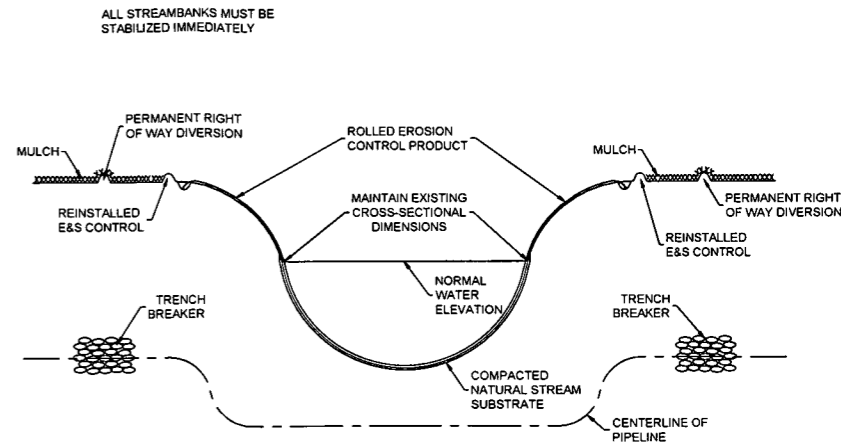 ALL STREAMBANKS MUST BE
STABILIZED IMMEDIATELY
PERMANENT RIGHT
OF WAY DIVERSION
MULCH
REINSTALLED
E&S CONTROL
ROLLED EROSION
CONTROL PRODUCT
MAINTAIN EXISTING
CROSS-SECTIONAL
DIMENSIONS
MULCH
PERMANENT RIGHT
OF WAY DIVERSION
REINSTALLED
E&S CONTROL
NORMAL
WATER
ELEVATION
TRENCH
BREAKER
TRENCH
BREAKER
COMPACTED
NATURAL STREAM
SUBSTRATE
CENTERLINE OF
PIPELINE